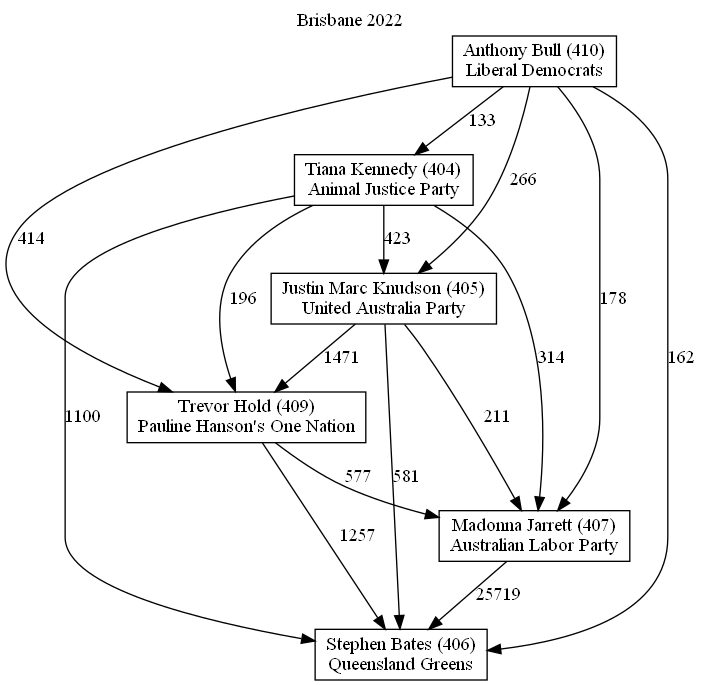 Brisbane 2022
Anthony Bull (410)
Liberal Democrats
133
Tiana Kennedy (404)
Animal Justice Party
266
414
423
196
Justin Marc Knudson (405)
United Australia Party
178
162
314
1471
1100
211
Trevor Hold (409)
Pauline Hanson's One Nation
577
581
1257
Madonna Jarrett (407)
Australian Labor Party
25719
Stephen Bates (406)
Queensland Greens